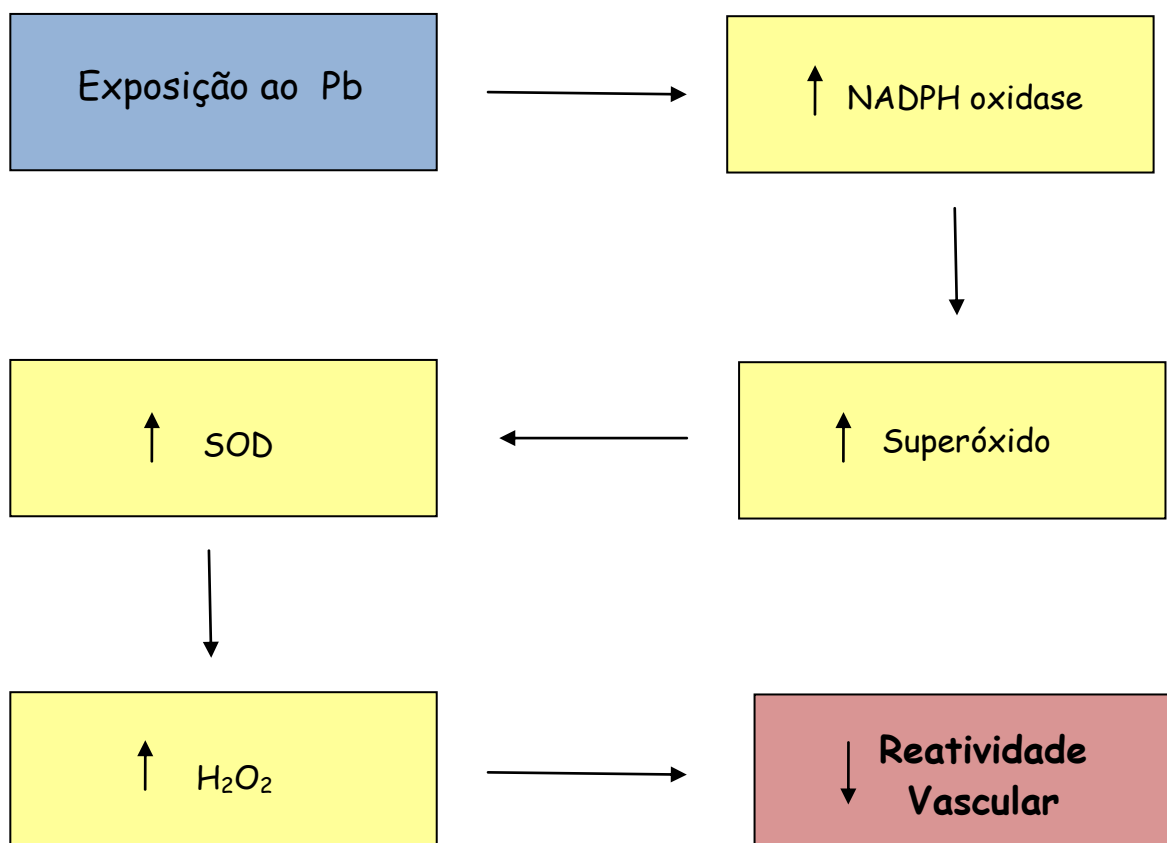 Exposição ao Pb
NADPH oxidase
Superóxido
SOD
H₂O₂
Reatividade
Vascular